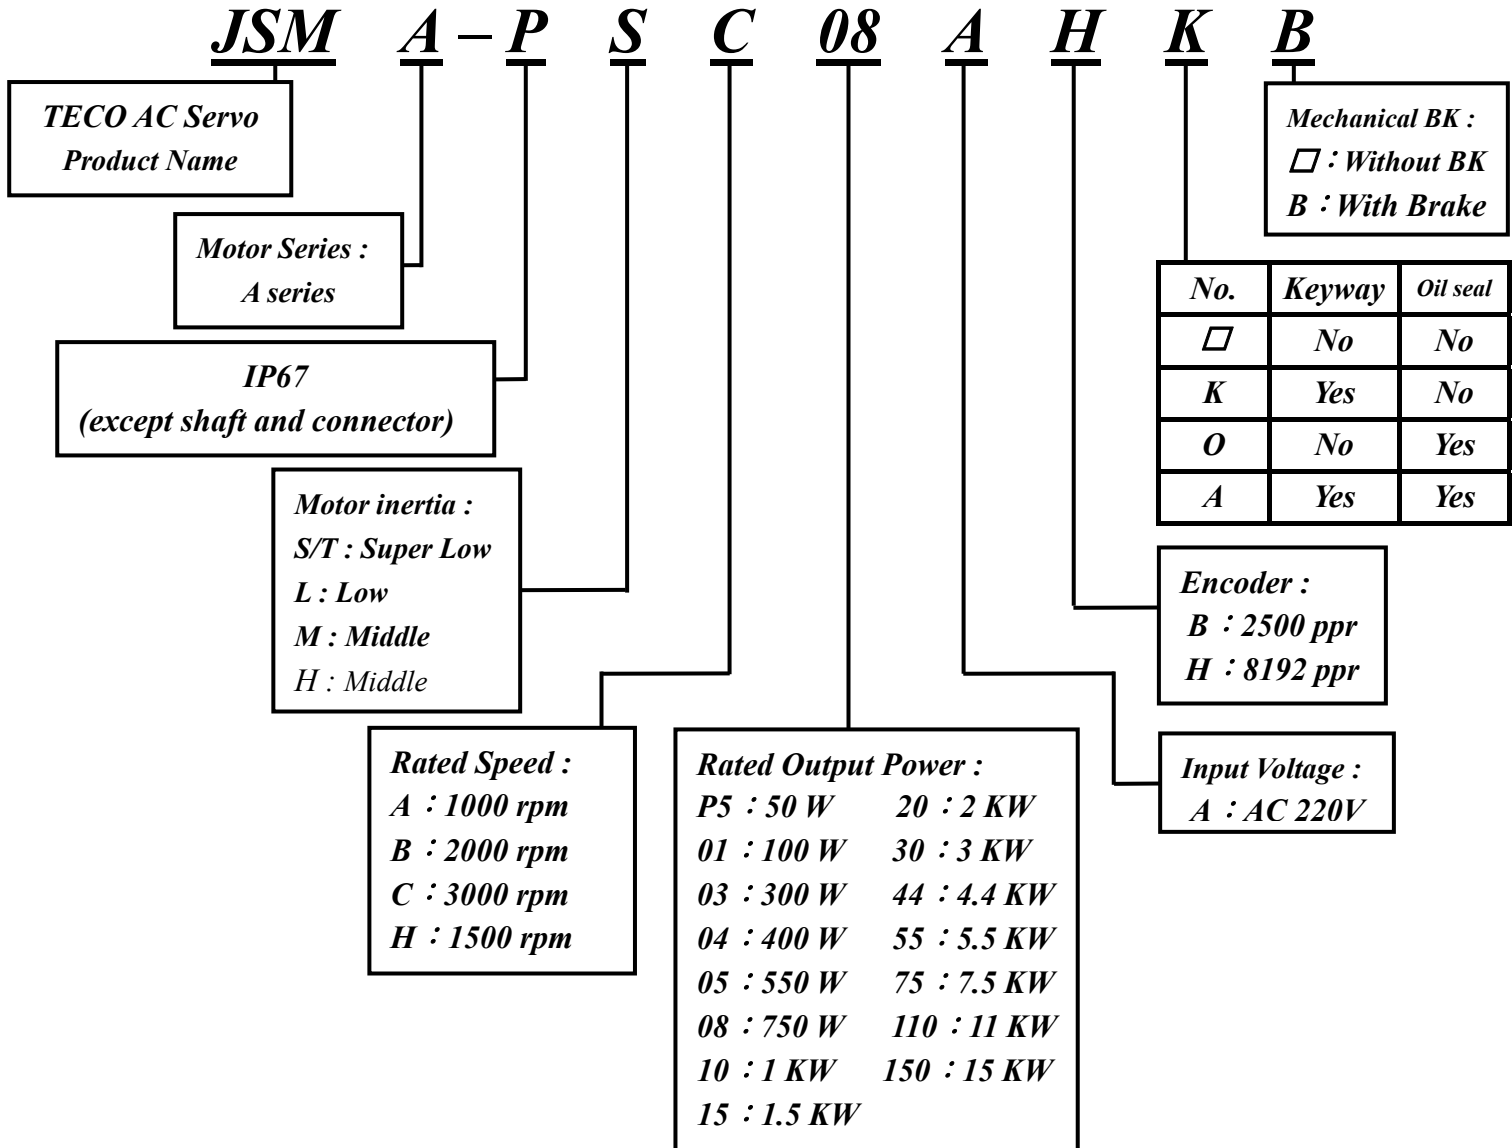 JSM A – P S C 08 A H K B
TECO AC Servo
Product Name
Mechanical BK :
□：Without BK
B：With Brake
Motor Series :
A series
No. Keyway Oil seal
□ No No
K Yes No
O No Yes
A Yes Yes
IP67
(except shaft and connector)
Motor inertia :
S/T : Super Low
L : Low
M : Middle
H : Middle
Encoder :
B：2500 ppr
H：8192 ppr
Rated Speed :
A：1000 rpm
B：2000 rpm
C：3000 rpm
H：1500 rpm
Rated Output Power :
P5：50 W 20：2 KW
01：100 W 30：3 KW
03：300 W 44：4.4 KW
04：400 W 55：5.5 KW
05：550 W 75：7.5 KW
08：750 W 110：11 KW
10：1 KW 150：15 KW
15：1.5 KW
Input Voltage :
A：AC 220V